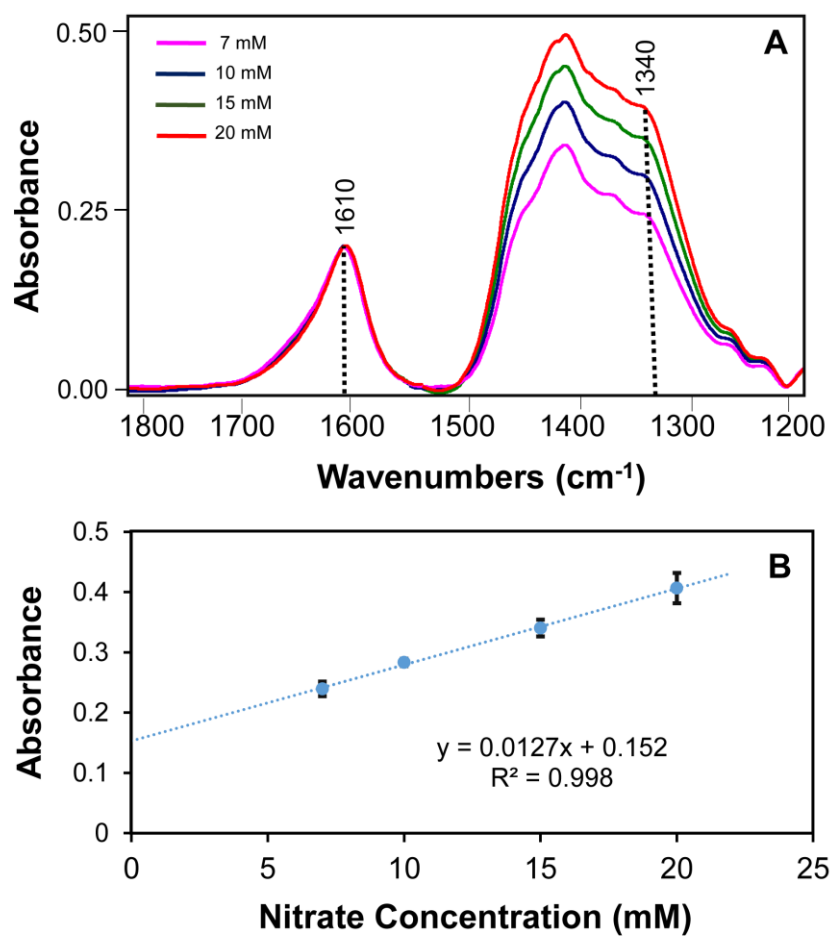 0.50
A
7 mM
10 mM
15 mM
20 mM
1340
1610
0.25
0.00
Absorbance
1800 1700 1600 1500 1400 1300 1200
Wavenumbers (cm⁻¹)
0.5
B
0.4
0.3
0.2
0.1
0
Absorbance
y = 0.0127x + 0.152
R² = 0.998
0 5 10 15 20 25
Nitrate Concentration (mM)